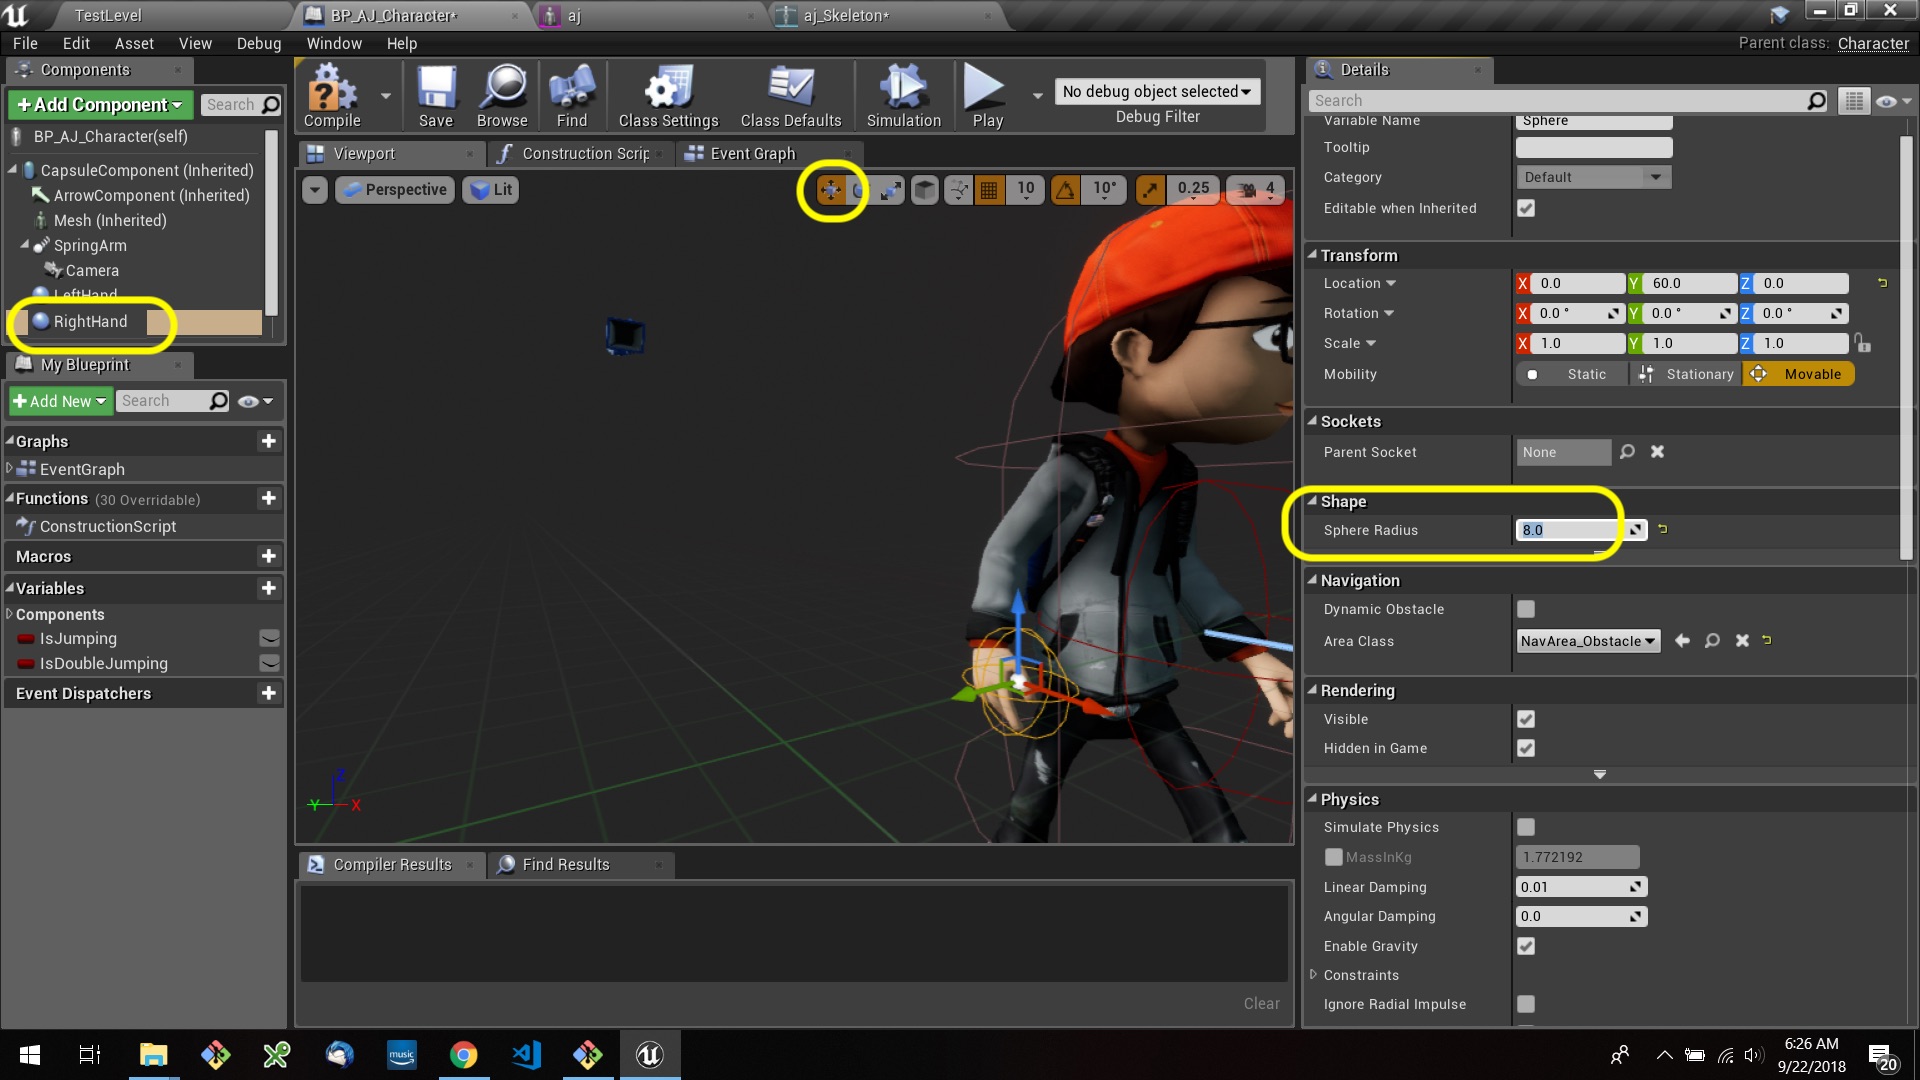 TestLevel
BP_AJ_Character*
aj
aj_Skeleton*
File Edit Asset View Debug Window Help
Parent class: Character
Components
+Add Component
Search
BP_AJ_Character(self)
CapsuleComponent (Inherited)
ArrowComponent (Inherited)
Mesh (Inherited)
SpringArm
Camera
LeftHand
RightHand
My Blueprint
+Add New
Search
Graphs
EventGraph
Functions (30 Overridable)
ConstructionScript
Macros
Variables
Components
IsJumping
IsDoubleJumping
Event Dispatchers
Compile
Save
Browse
Find
Class Settings
Class Defaults
Simulation
Play
No debug object selected
Debug Filter
Viewport
Construction Scrip
Event Graph
Perspective
Lit
10
10°
0.25
4
Z
Y
X
Compiler Results
Find Results
Clear
Details
Search
Variable Name Sphere
Tooltip
Category Default
Editable when Inherited
Transform
Location X 0.0 Y 60.0 Z 0.0
Rotation X 0.0 ° Y 0.0 ° Z 0.0 °
Scale X 1.0 Y 1.0 Z 1.0
Mobility Static Stationary Movable
Sockets
Parent Socket None
Shape
Sphere Radius 8.0
Navigation
Dynamic Obstacle
Area Class NavArea_Obstacle
Rendering
Visible
Hidden in Game
Physics
Simulate Physics
MassInKg 1.772192
Linear Damping 0.01
Angular Damping 0.0
Enable Gravity
Constraints
Ignore Radial Impulse
music
6:26 AM
9/22/2018
20